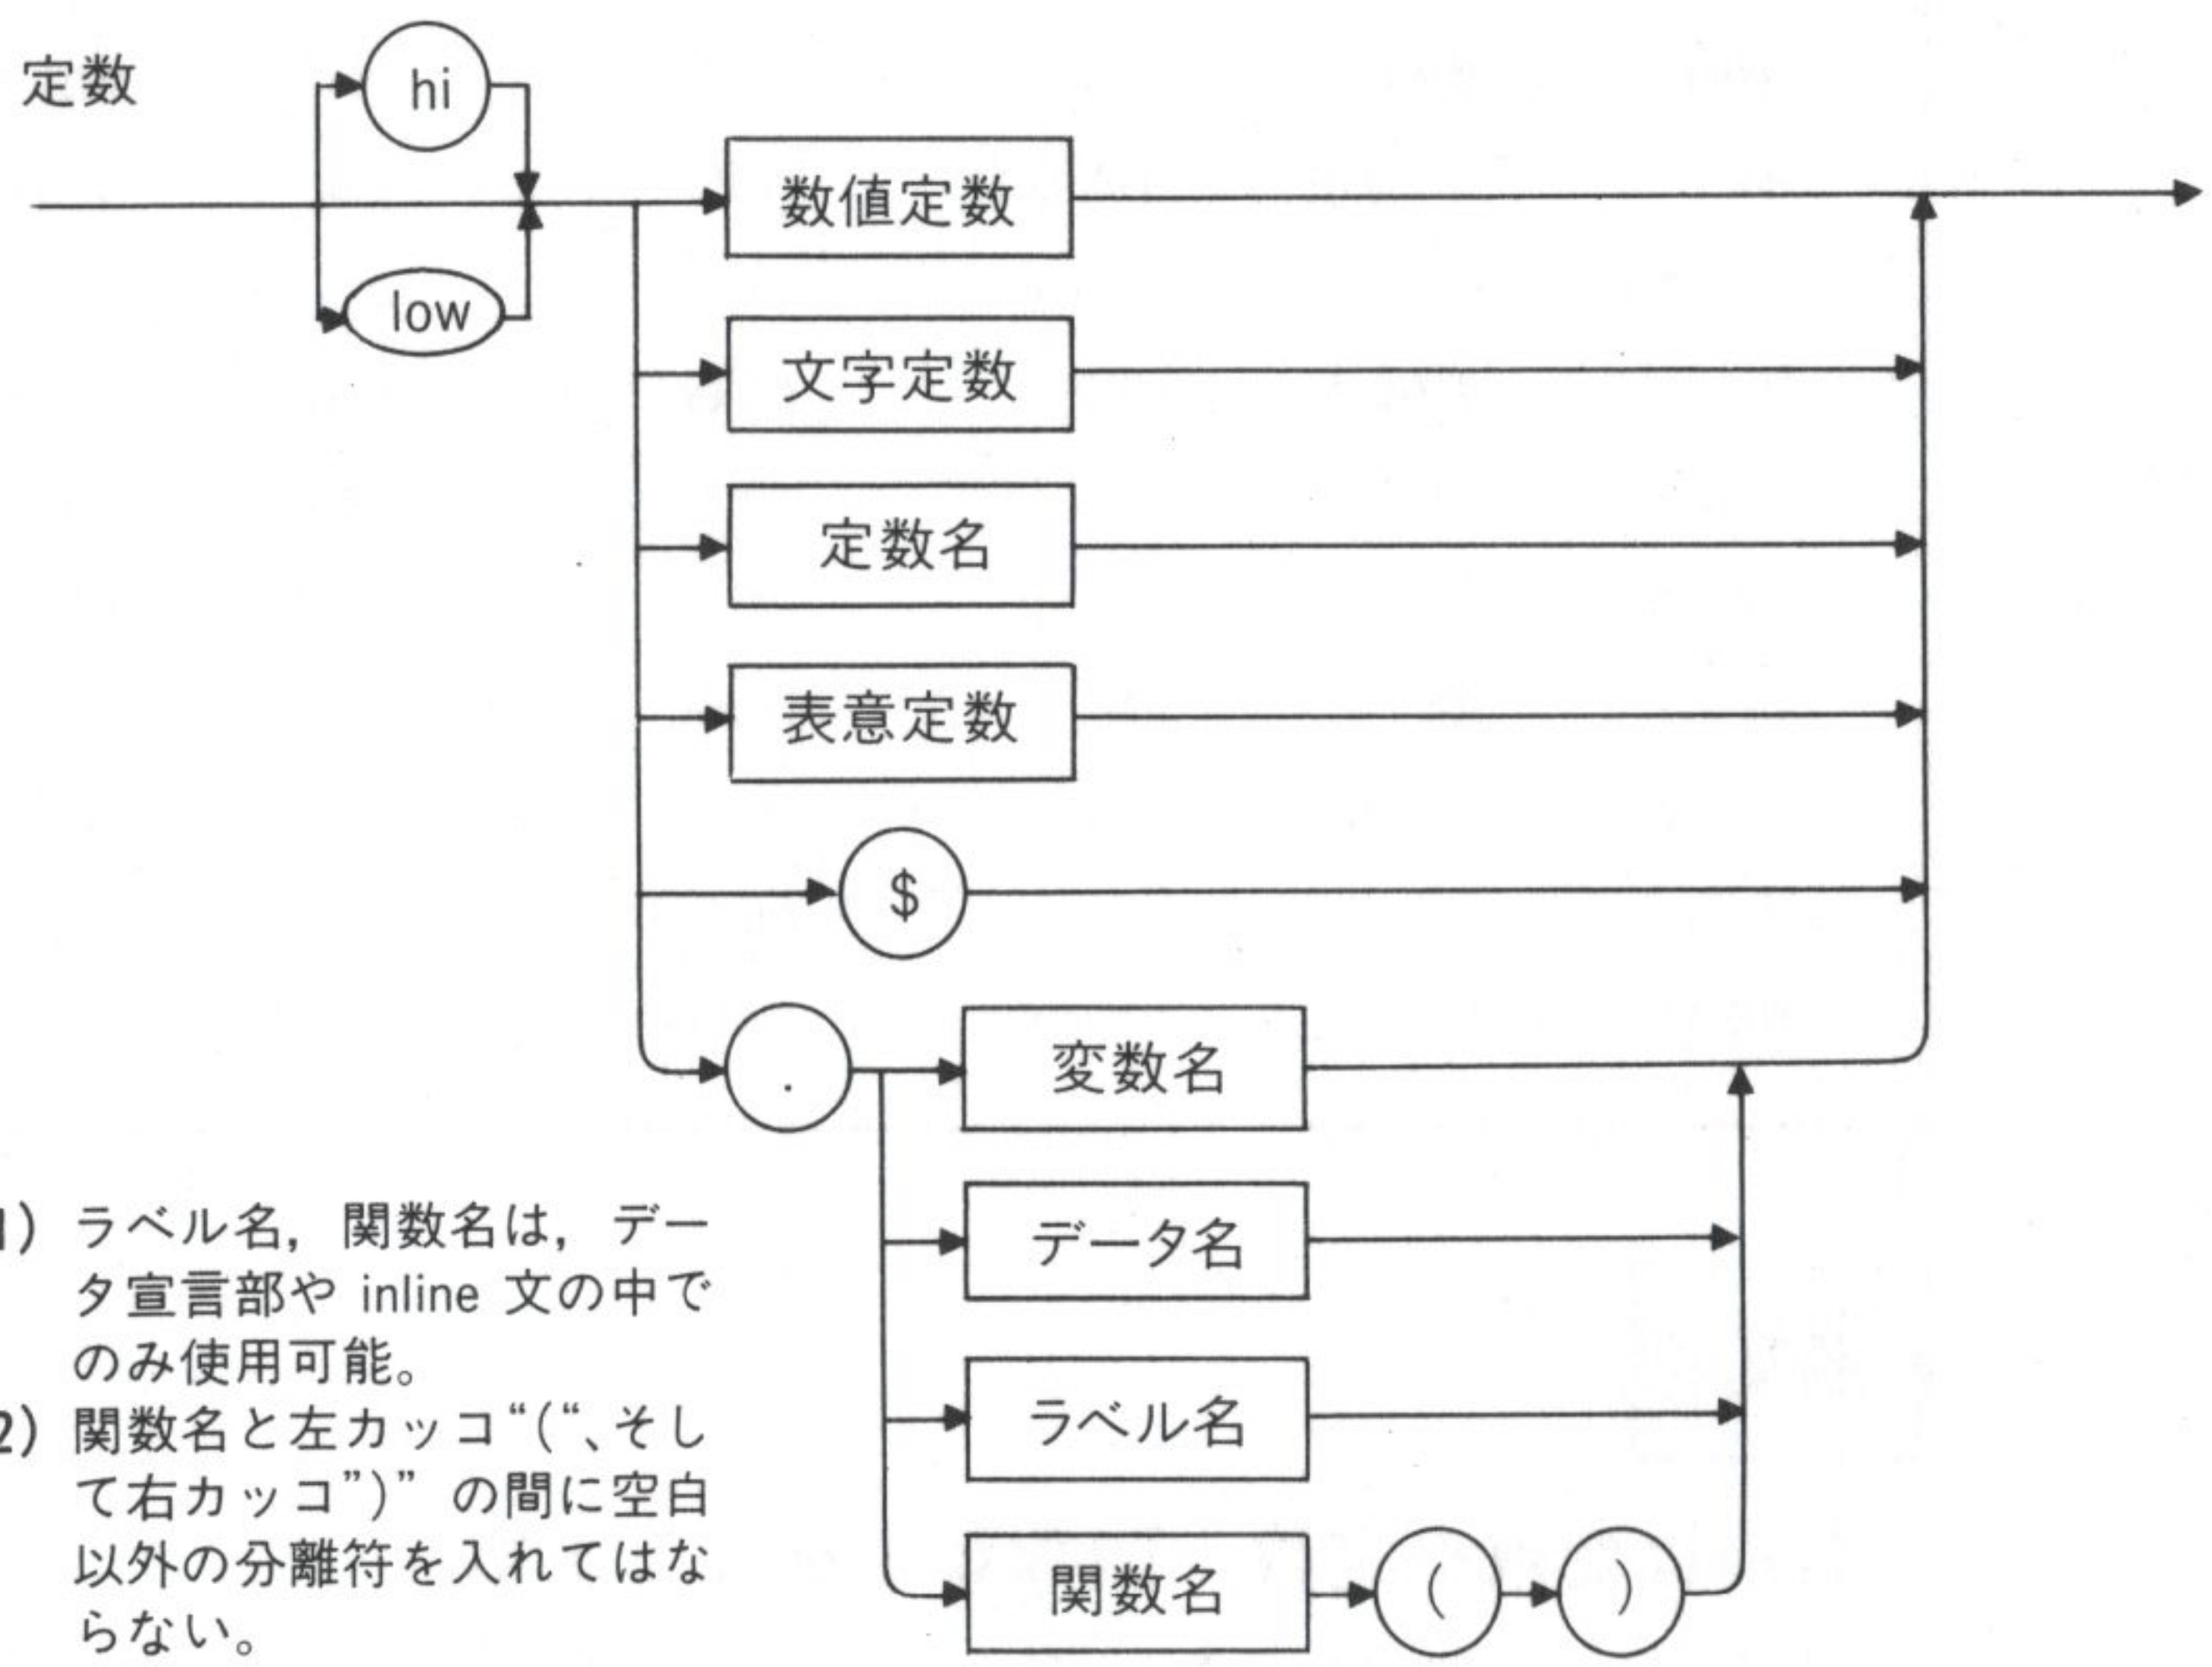 定数
hi
low
数値定数
文字定数
定数名
表意定数
$
.
変数名
データ名
ラベル名
関数名
(
)
1) ラベル名，関数名は，デー
タ宣言部や inline 文の中で
のみ使用可能。
2) 関数名と左カッコ“(“、そし
て右カッコ”)” の間に空白
以外の分離符を入れてはな
らない。